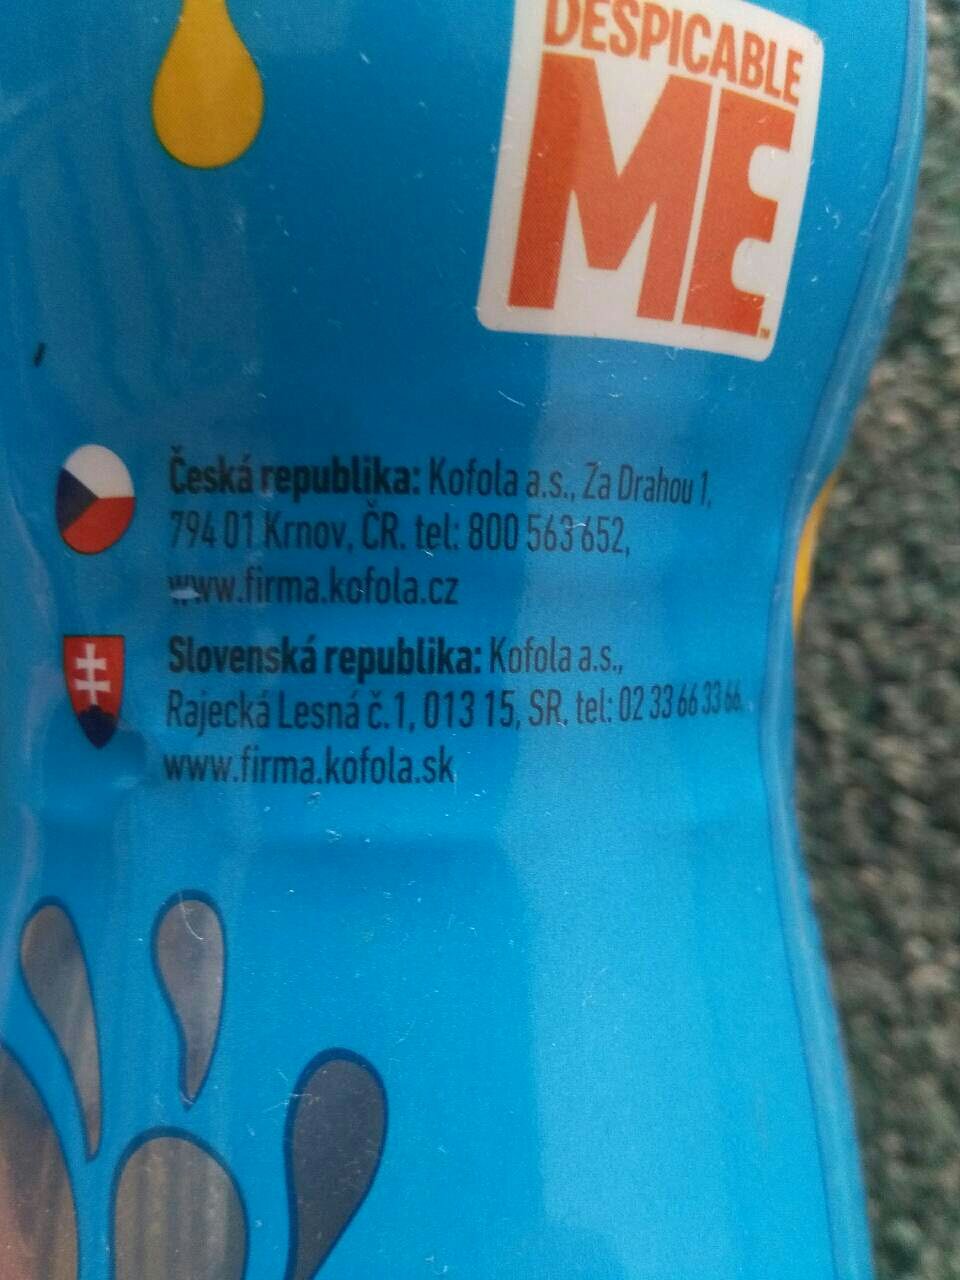 DESPICABLE
ME
Česká republika: Kofola a.s., Za Drahou 1,
794 01 Krnov, ČR. tel: 800 563 652,
www.firma.kofola.cz
Slovenská republika: Kofola a.s.,
Rajecká Lesná č.1, 013 15, SR, tel: 02 33 66 33 66,
www.firma.kofola.sk